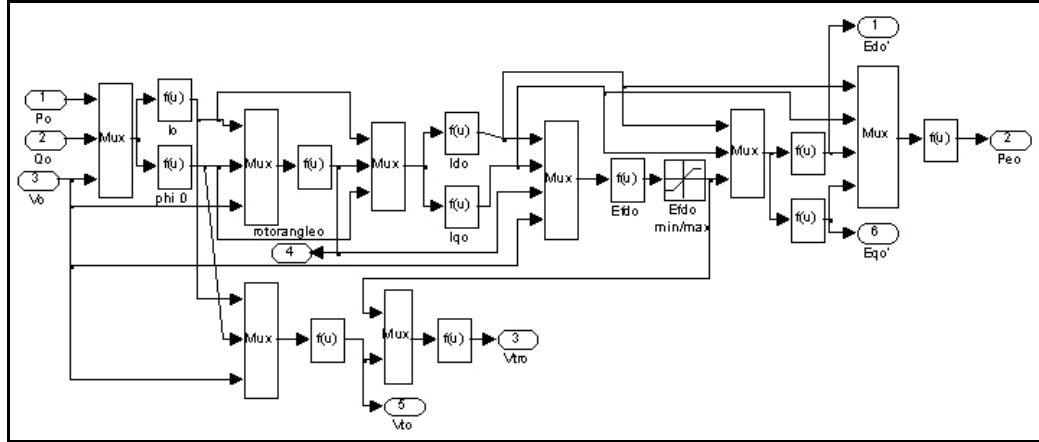 1
Edo'
1
Po
f(u)
Io
Mux
2
Qo
f(u)
phi 0
3
Vo
Mux
f(u)
rotorangleo
Mux
f(u)
Ido
f(u)
Iqo
Mux
f(u)
Efdo
Efdo
min/max
Mux
f(u)
f(u)
Mux
f(u)
2
Peo
6
Eqo'
4
Mux
f(u)
Mux
f(u)
3
Vtro
5
Vto